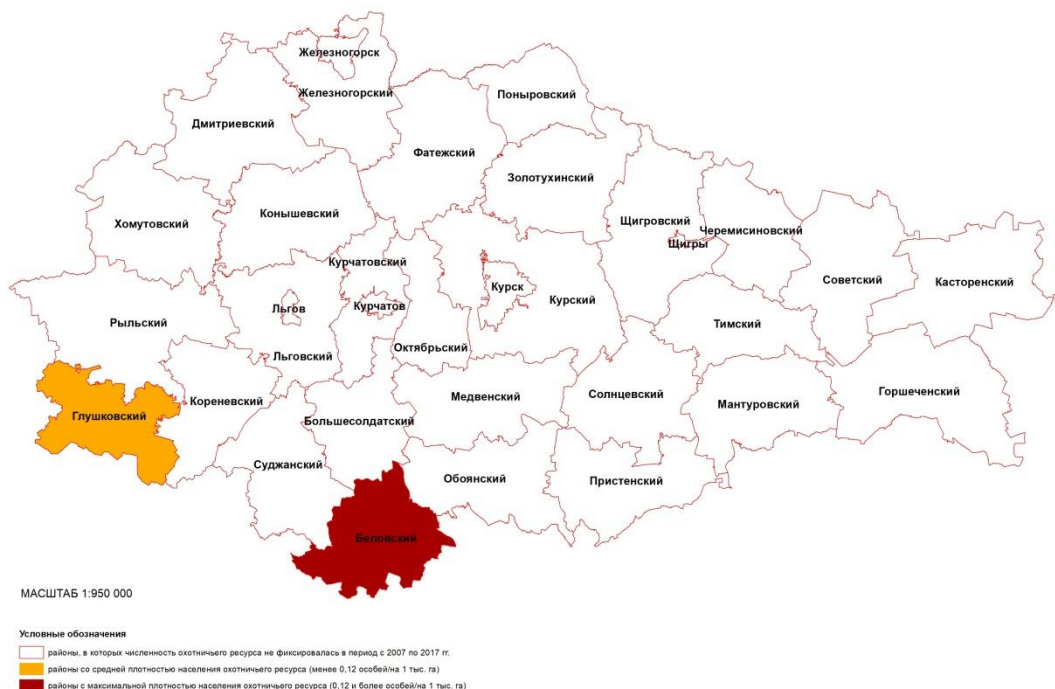 Железногорск
Железногорский
Поныровский
Дмитриевский
Фатежский
Золотухинский
Хомутовский
Конышевский
Щигровский
Черемисиновский
Щигры
Курчатовский
Советский
Касторенский
Курск
Курский
Льгов
Курчатов
Рыльский
Тимский
Октябрьский
Льговский
Горшеченский
Солнцевский
Медвенский
Кореневский
Мантуровский
Глушковский
Большесолдатский
Суджанский
Обоянский
Пристенский
Беловский
МАСШТАБ 1:950 000
Условные обозначения
районы, в которых численность охотничьего ресурса не фиксировалась в период с 2007 по 2017 гг.
районы со средней плотностью населения охотничьего ресурса (менее 0,12 особей/на 1 тыс. га)
районы с максимальной плотностью населения охотничьего ресурса (0,12 и более особей/на 1 тыс. га)